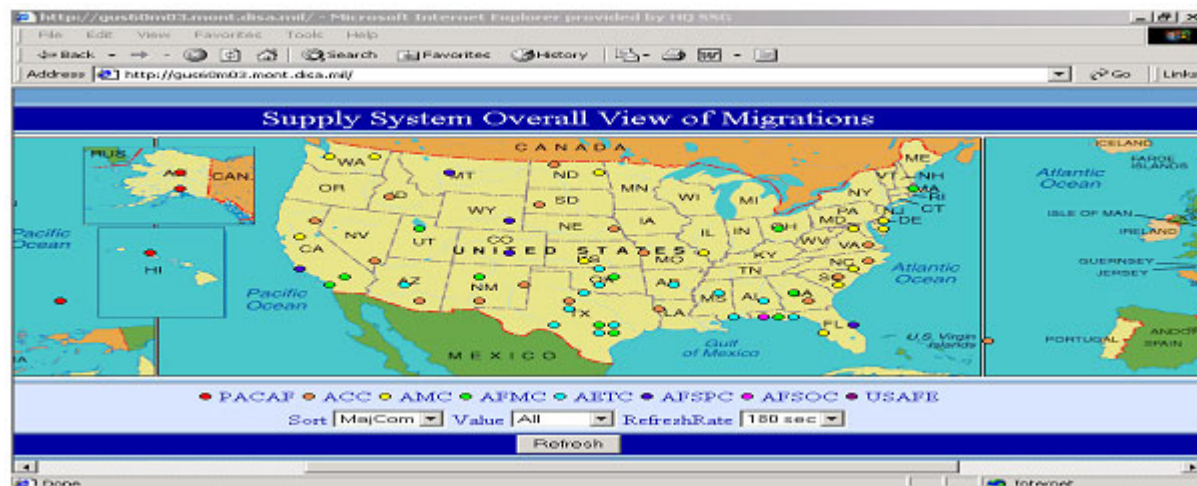 http://gus60m03.mont.disa.mil/ - Microsoft Internet Explorer provided by HQ SSG
File Edit View Favorites Tools Help
Back Search Favorites History
Address http://gus60m03.mont.disa.mil/ Go Links
Supply System Overall View of Migrations
CANADA
RUS.
CAN.
WA
MT
ND
MN
ME
VT
NH
MA
RI
CT
OR
ID
SD
WI
MI
NY
WY
IA
PA
NJ
DE
MD
NV
UT
CO
NE
IL
IN
OH
WV
VA
CA
UNITED STATES
MO
KY
NC
TN
AZ
NM
MS
AL
SC
TX
LA
FL
HI
Pacific
Ocean
Pacific
Ocean
MEXICO
Gulf
of Mexico
Atlantic
Ocean
U.S. Virgin
Islands
ICELAND
FAROE
ISLANDS
Atlantic
Ocean
ISLE OF MAN
IRELAND
GUERNSEY
JERSEY
PORTUGAL
SPAIN
PACAF ACC AMC AFMC AETC AFSPC AFSOC USAFE
Sort MajCom Value All RefreshRate 180 sec
Refresh
Done Internet